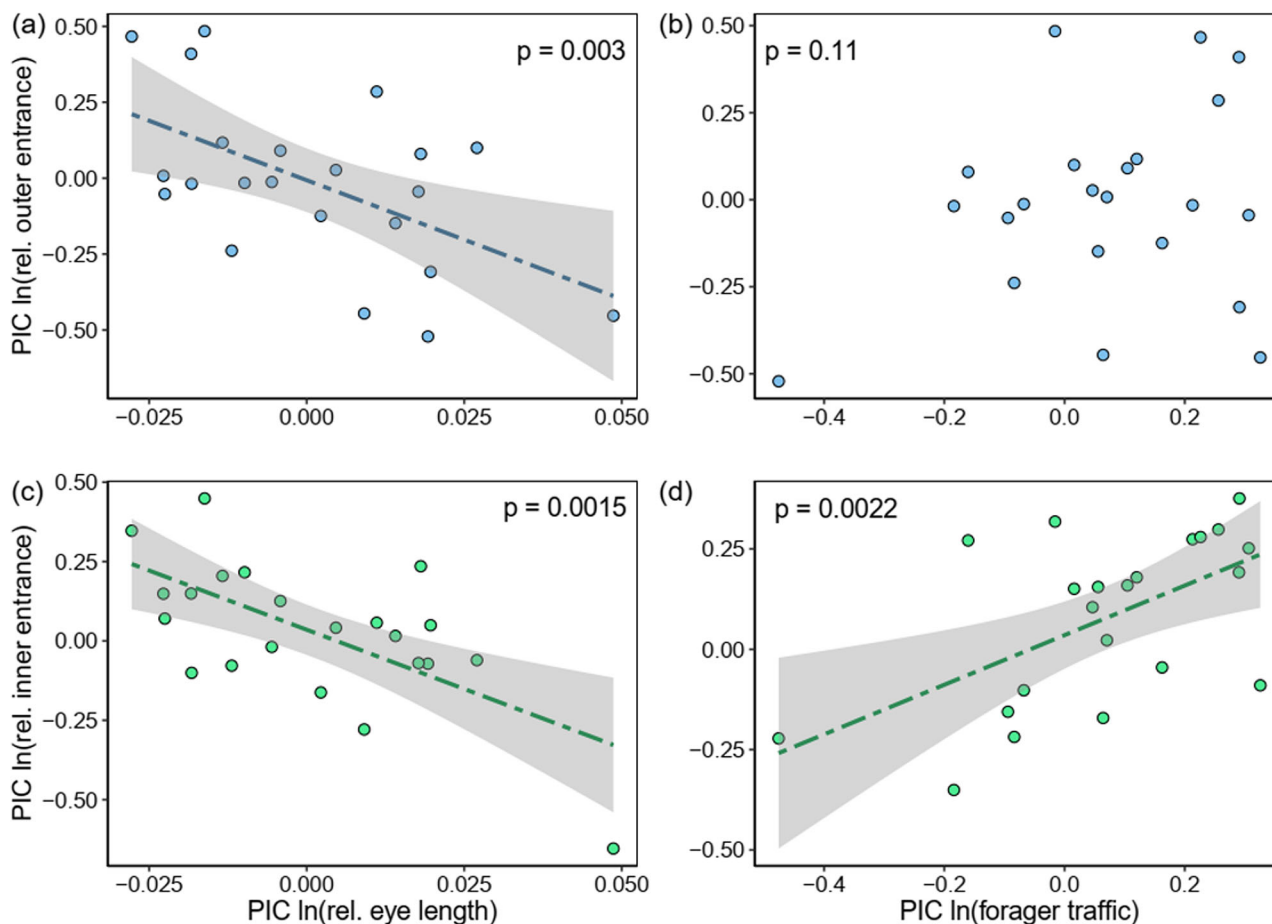 (a)
p = 0.003
PIC ln(rel. outer entrance)
0.50
0.25
0.00
−0.25
−0.50
−0.025
0.000
0.025
0.050
(b)
p = 0.11
0.50
0.25
0.00
−0.25
−0.50
−0.4
−0.2
0.0
0.2
(c)
p = 0.0015
PIC ln(rel. inner entrance)
0.50
0.25
0.00
−0.25
−0.50
−0.025
0.000
0.025
0.050
PIC ln(rel. eye length)
(d)
p = 0.0022
0.25
0.00
−0.25
−0.50
−0.4
−0.2
0.0
0.2
PIC ln(forager traffic)